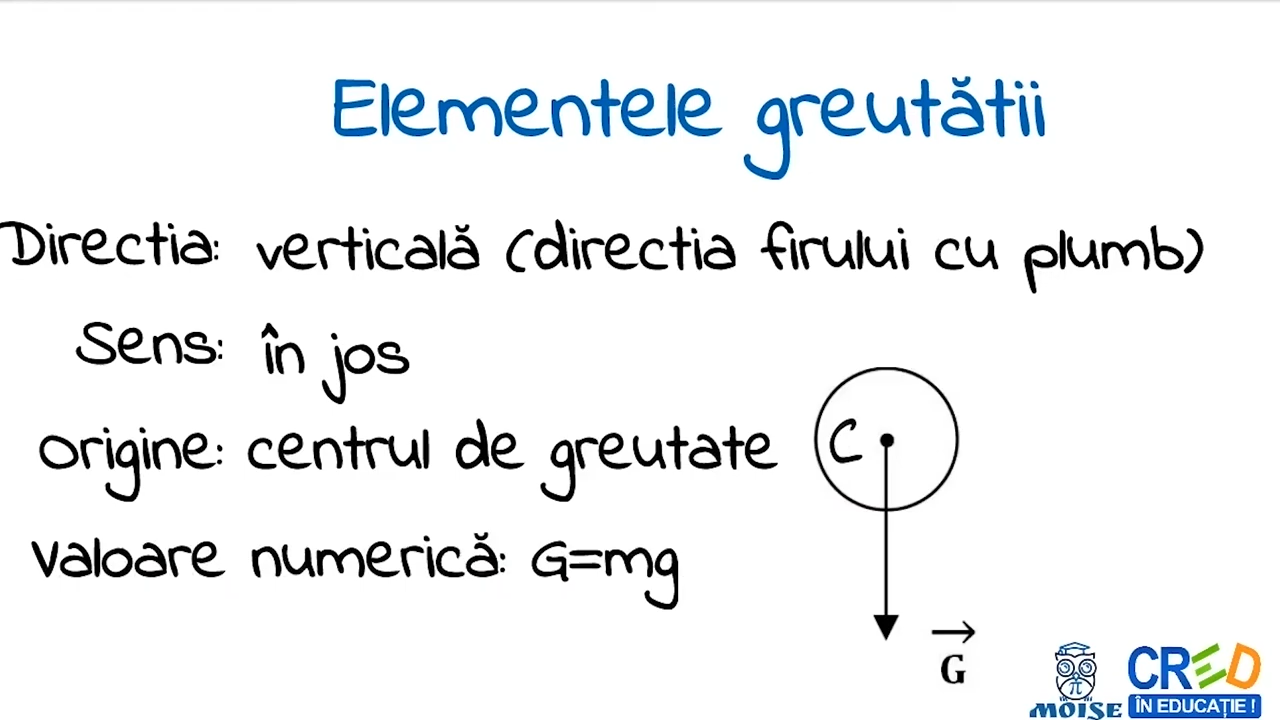 Elementele greutătii
Directia: verticală (directia firului cu plumb)
Sens: în jos
Origine: centrul de greutate
C
Valoare numerică: G=mg
G
π
MOISE
CRED
ÎN EDUCAȚIE !